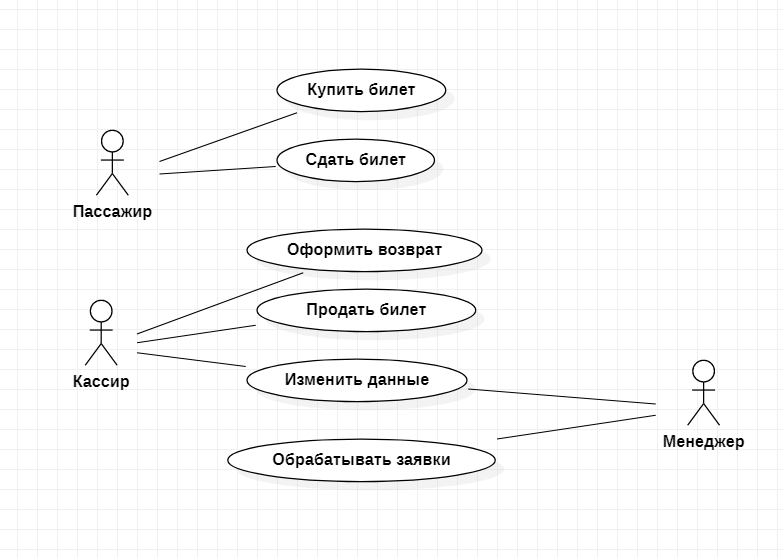 Купить билет
Сдать билет
Пассажир
Оформить возврат
Продать билет
Кассир
Изменить данные
Менеджер
Обрабатывать заявки